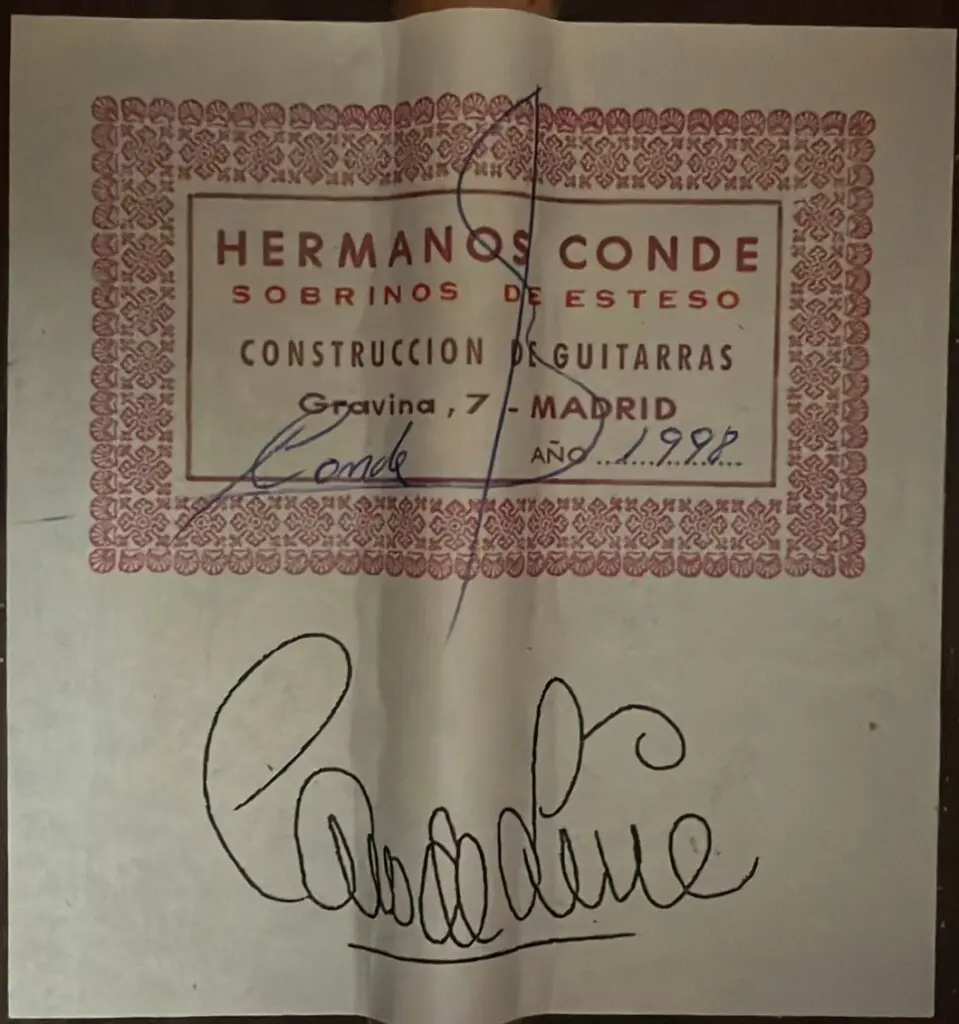 HERMANOS CONDE
SOBRINOS DE ESTESO
CONSTRUCCION DE GUITARRAS
Gravina, 7 - MADRID
Conde
AÑO 1998